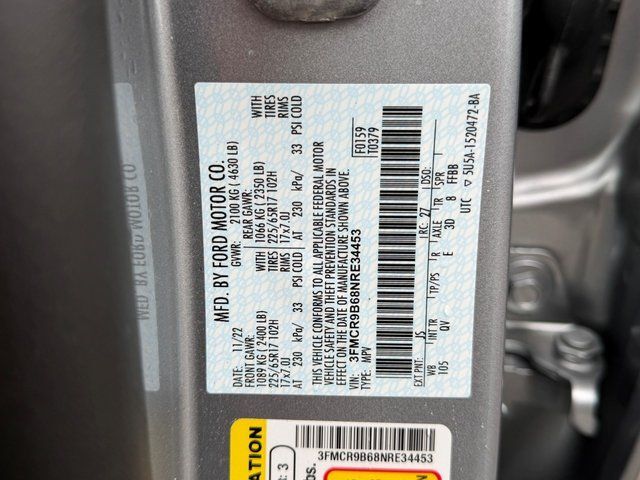 MFD. BY FORD MOTOR CO.
DATE: 11/22
GVWR: 2100 KG ( 4630 LB)
FRONT GAWR:
REAR GAWR:
1089 KG ( 2400 LB)
1066 KG ( 2350 LB)
WITH
225/65R17 102H
TIRES
225/65R17 102H
TIRES
17x7.0J
RIMS
17x7.0J
RIMS
AT 230 kPa/ 33 PSI COLD
AT 230 kPa/ 33 PSI COLD
THIS VEHICLE CONFORMS TO ALL APPLICABLE FEDERAL MOTOR
VEHICLE SAFETY AND THEFT PREVENTION STANDARDS IN
EFFECT ON THE DATE OF MANUFACTURE SHOWN ABOVE.
VIN: 3FMCR9B68NRE34453
TYPE: MPV
F0159
T0379
EXT PNT: JS
RC: 27
DSO:
WB
INT TR
TP/PS
R
AXLE
TR
SPR
105
QV
E
3D
8
FFBB
UTC
5U5A-1520472-BA
3FMCR9B68NRE34453
: 3
bs.